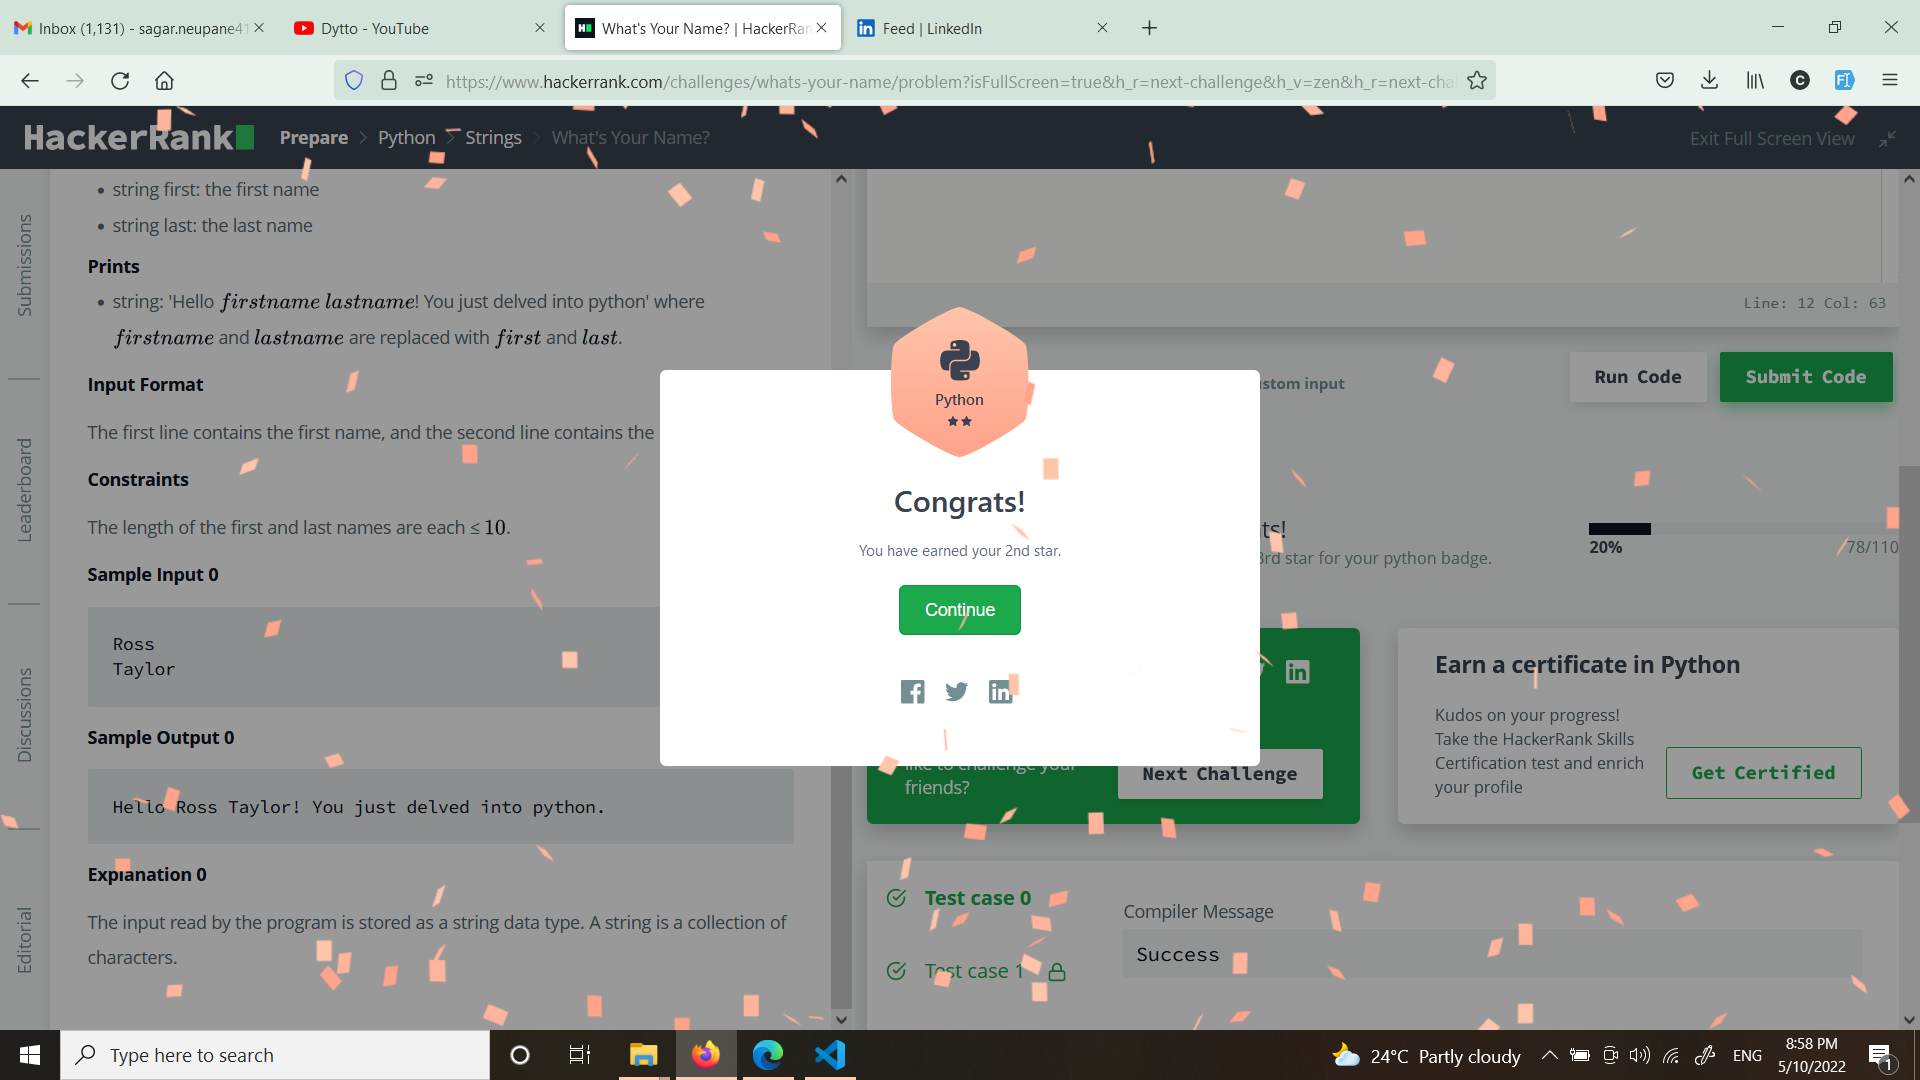 Inbox (1,131) - sagar.neupane41
Dytto - YouTube
What's Your Name? | HackerRan
Feed | LinkedIn
https://www.hackerrank.com/challenges/whats-your-name/problem?isFullScreen=true&h_r=next-challenge&h_v=zen&h_r=next-cha
HackerRank
Prepare > Python > Strings > What's Your Name?
Exit Full Screen View
Submissions
Leaderboard
Discussions
Editorial
• string first: the first name
• string last: the last name
Prints
• string: 'Hello firstname lastname! You just delved into python' where
firstname and lastname are replaced with first and last.
Input Format
The first line contains the first name, and the second line contains the
Constraints
The length of the first and last names are each ≤ 10.
Sample Input 0
Ross
Taylor
Sample Output 0
Hello Ross Taylor! You just delved into python.
Explanation 0
The input read by the program is stored as a string data type. A string is a collection of
characters.
Line: 12 Col: 63
ustom input
Run Code
Submit Code
Python
Congrats!
You have earned your 2nd star.
Continue
ts!
3rd star for your python badge.
20%
78/110
like to challenge your
friends?
Next Challenge
Earn a certificate in Python
Kudos on your progress!
Take the HackerRank Skills
Certification test and enrich
your profile
Get Certified
Test case 0
Test case 1
Compiler Message
Success
Type here to search
24°C Partly cloudy
ENG
8:58 PM
5/10/2022
1